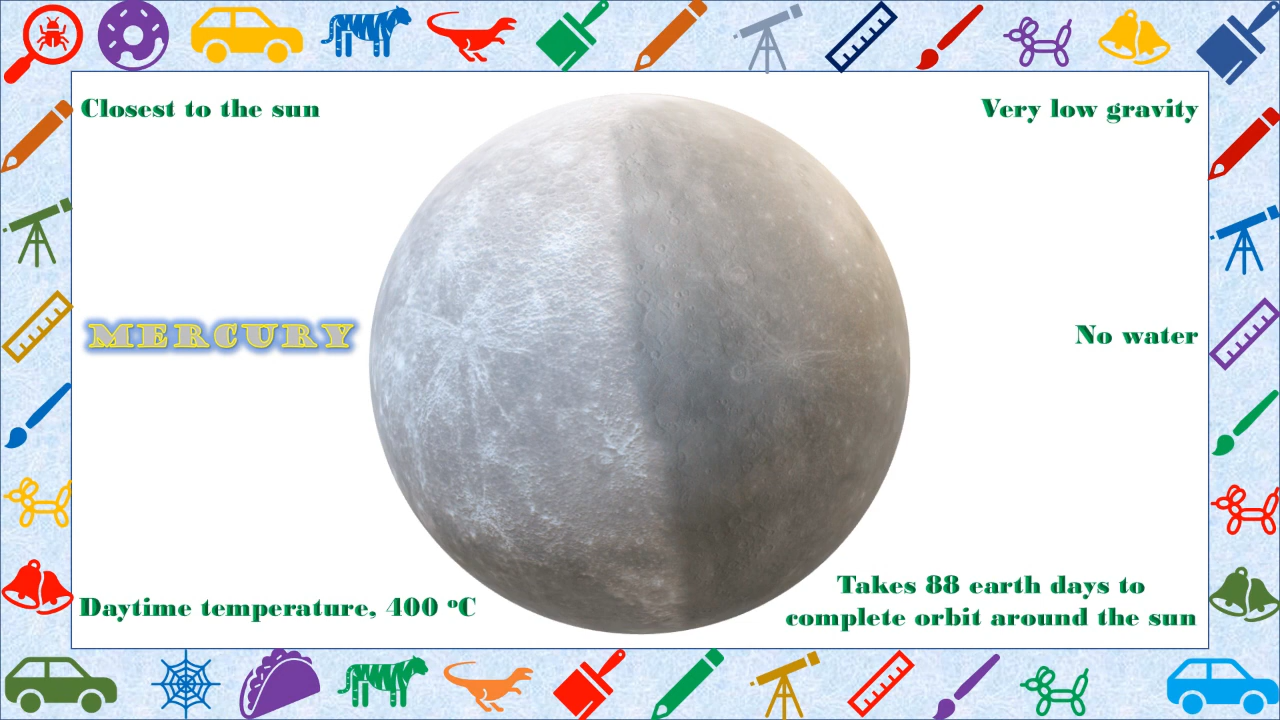 Closest to the sun
Very low gravity
MERCURY
No water
Daytime temperature, 400 ºC
Takes 88 earth days to
complete orbit around the sun